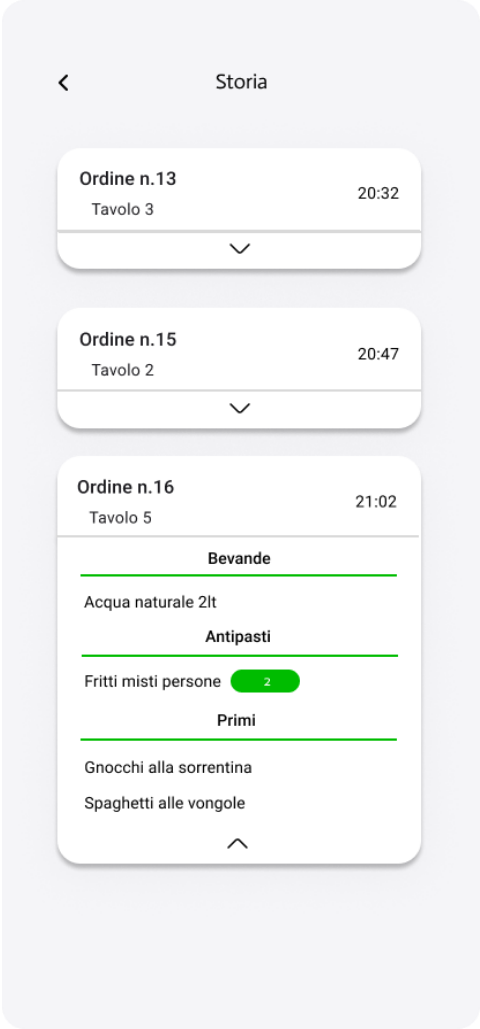 Storia
Ordine n.13
Tavolo 3
20:32
Ordine n.15
Tavolo 2
20:47
Ordine n.16
Tavolo 5
21:02
Bevande
Acqua naturale 2lt
Antipasti
Fritti misti persone 2
Primi
Gnocchi alla sorrentina
Spaghetti alle vongole